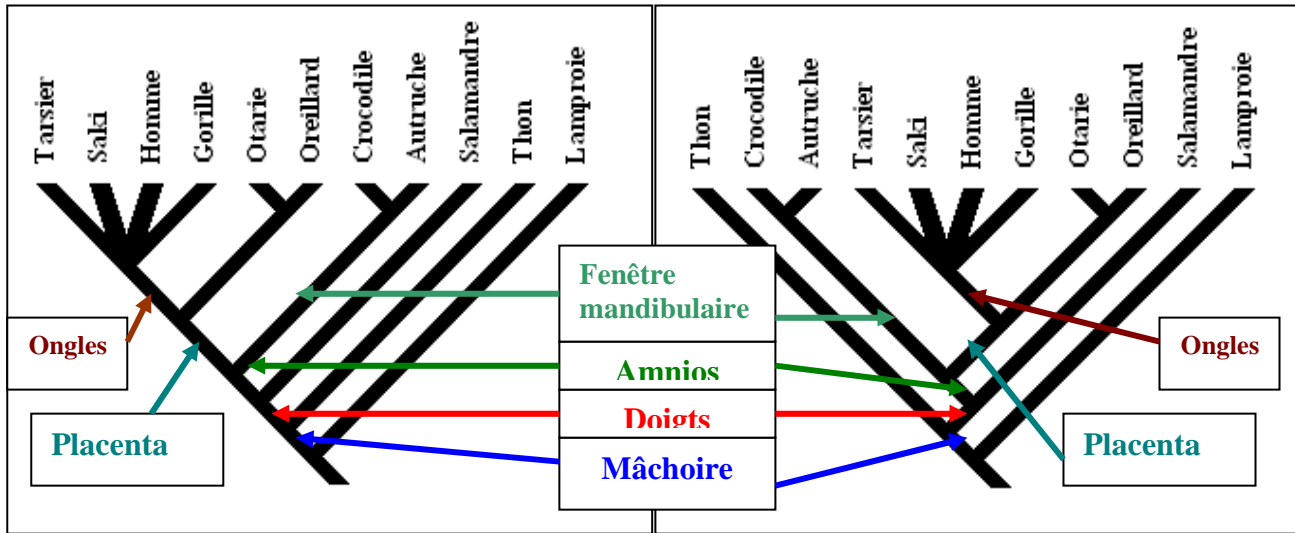 Tarsier
Saki
Homme
Gorille
Otarie
Oreillard
Crocodile
Autruche
Salamandre
Thon
Lamproie
Thon
Crocodile
Autruche
Tarsier
Saki
Homme
Gorille
Otarie
Oreillard
Salamandre
Lamproie
Fenêtre
mandibulaire
Ongles
Amnios
Ongles
Doigts
Placenta
Mâchoire
Placenta